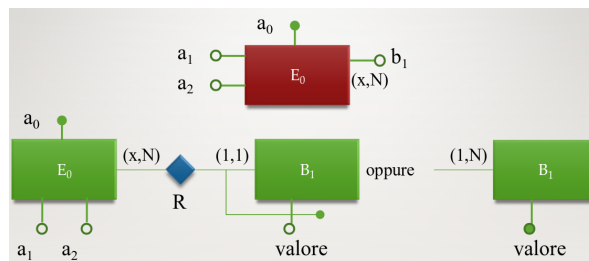 a0
a1
b1
E0
a2
(x,N)
a0
(x,N)
(1,1)
(1,N)
E0
B1
oppure
B1
R
a1
a2
valore
valore